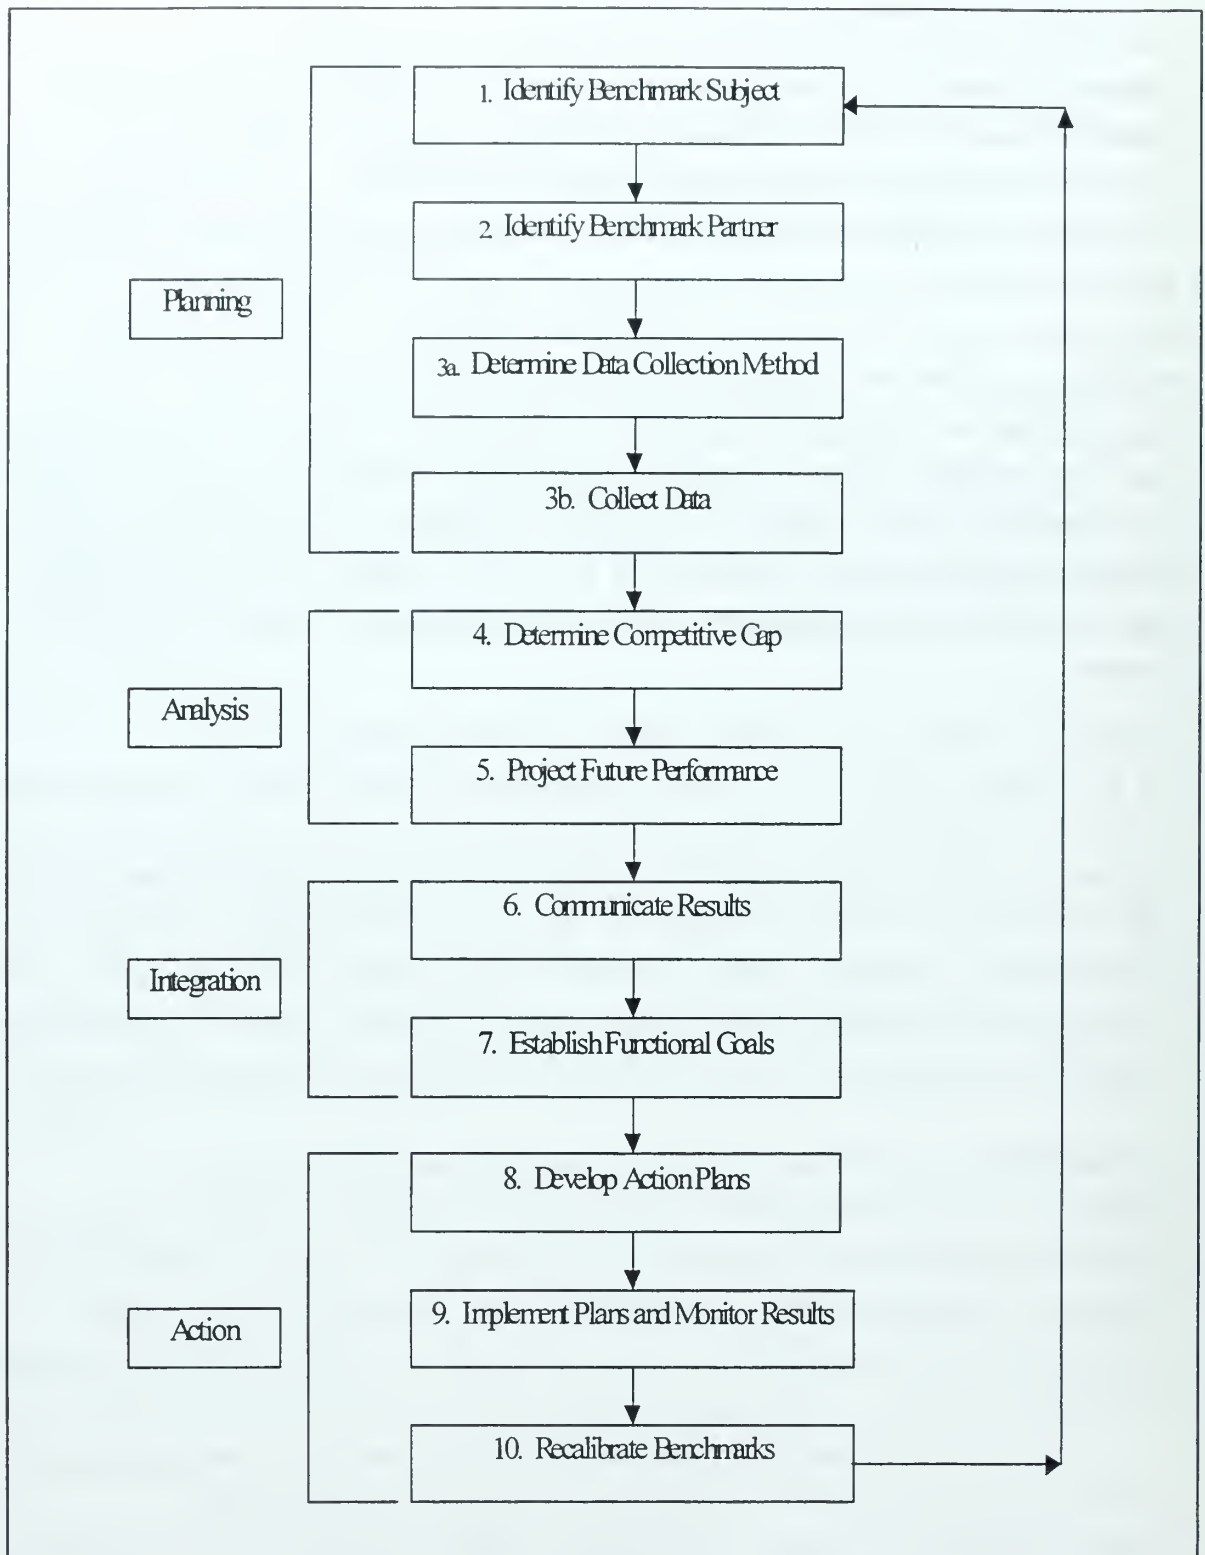 1. Identify Benchmark Subject
2. Identify Benchmark Partner
Planning
3a. Determine Data Collection Method
3b. Collect Data
4. Determine Competitive Gap
Analysis
5. Project Future Performance
6. Communicate Results
Integration
7. Establish Functional Goals
8. Develop Action Plans
9. Implement Plans and Monitor Results
Action
10. Recalibrate Benchmarks